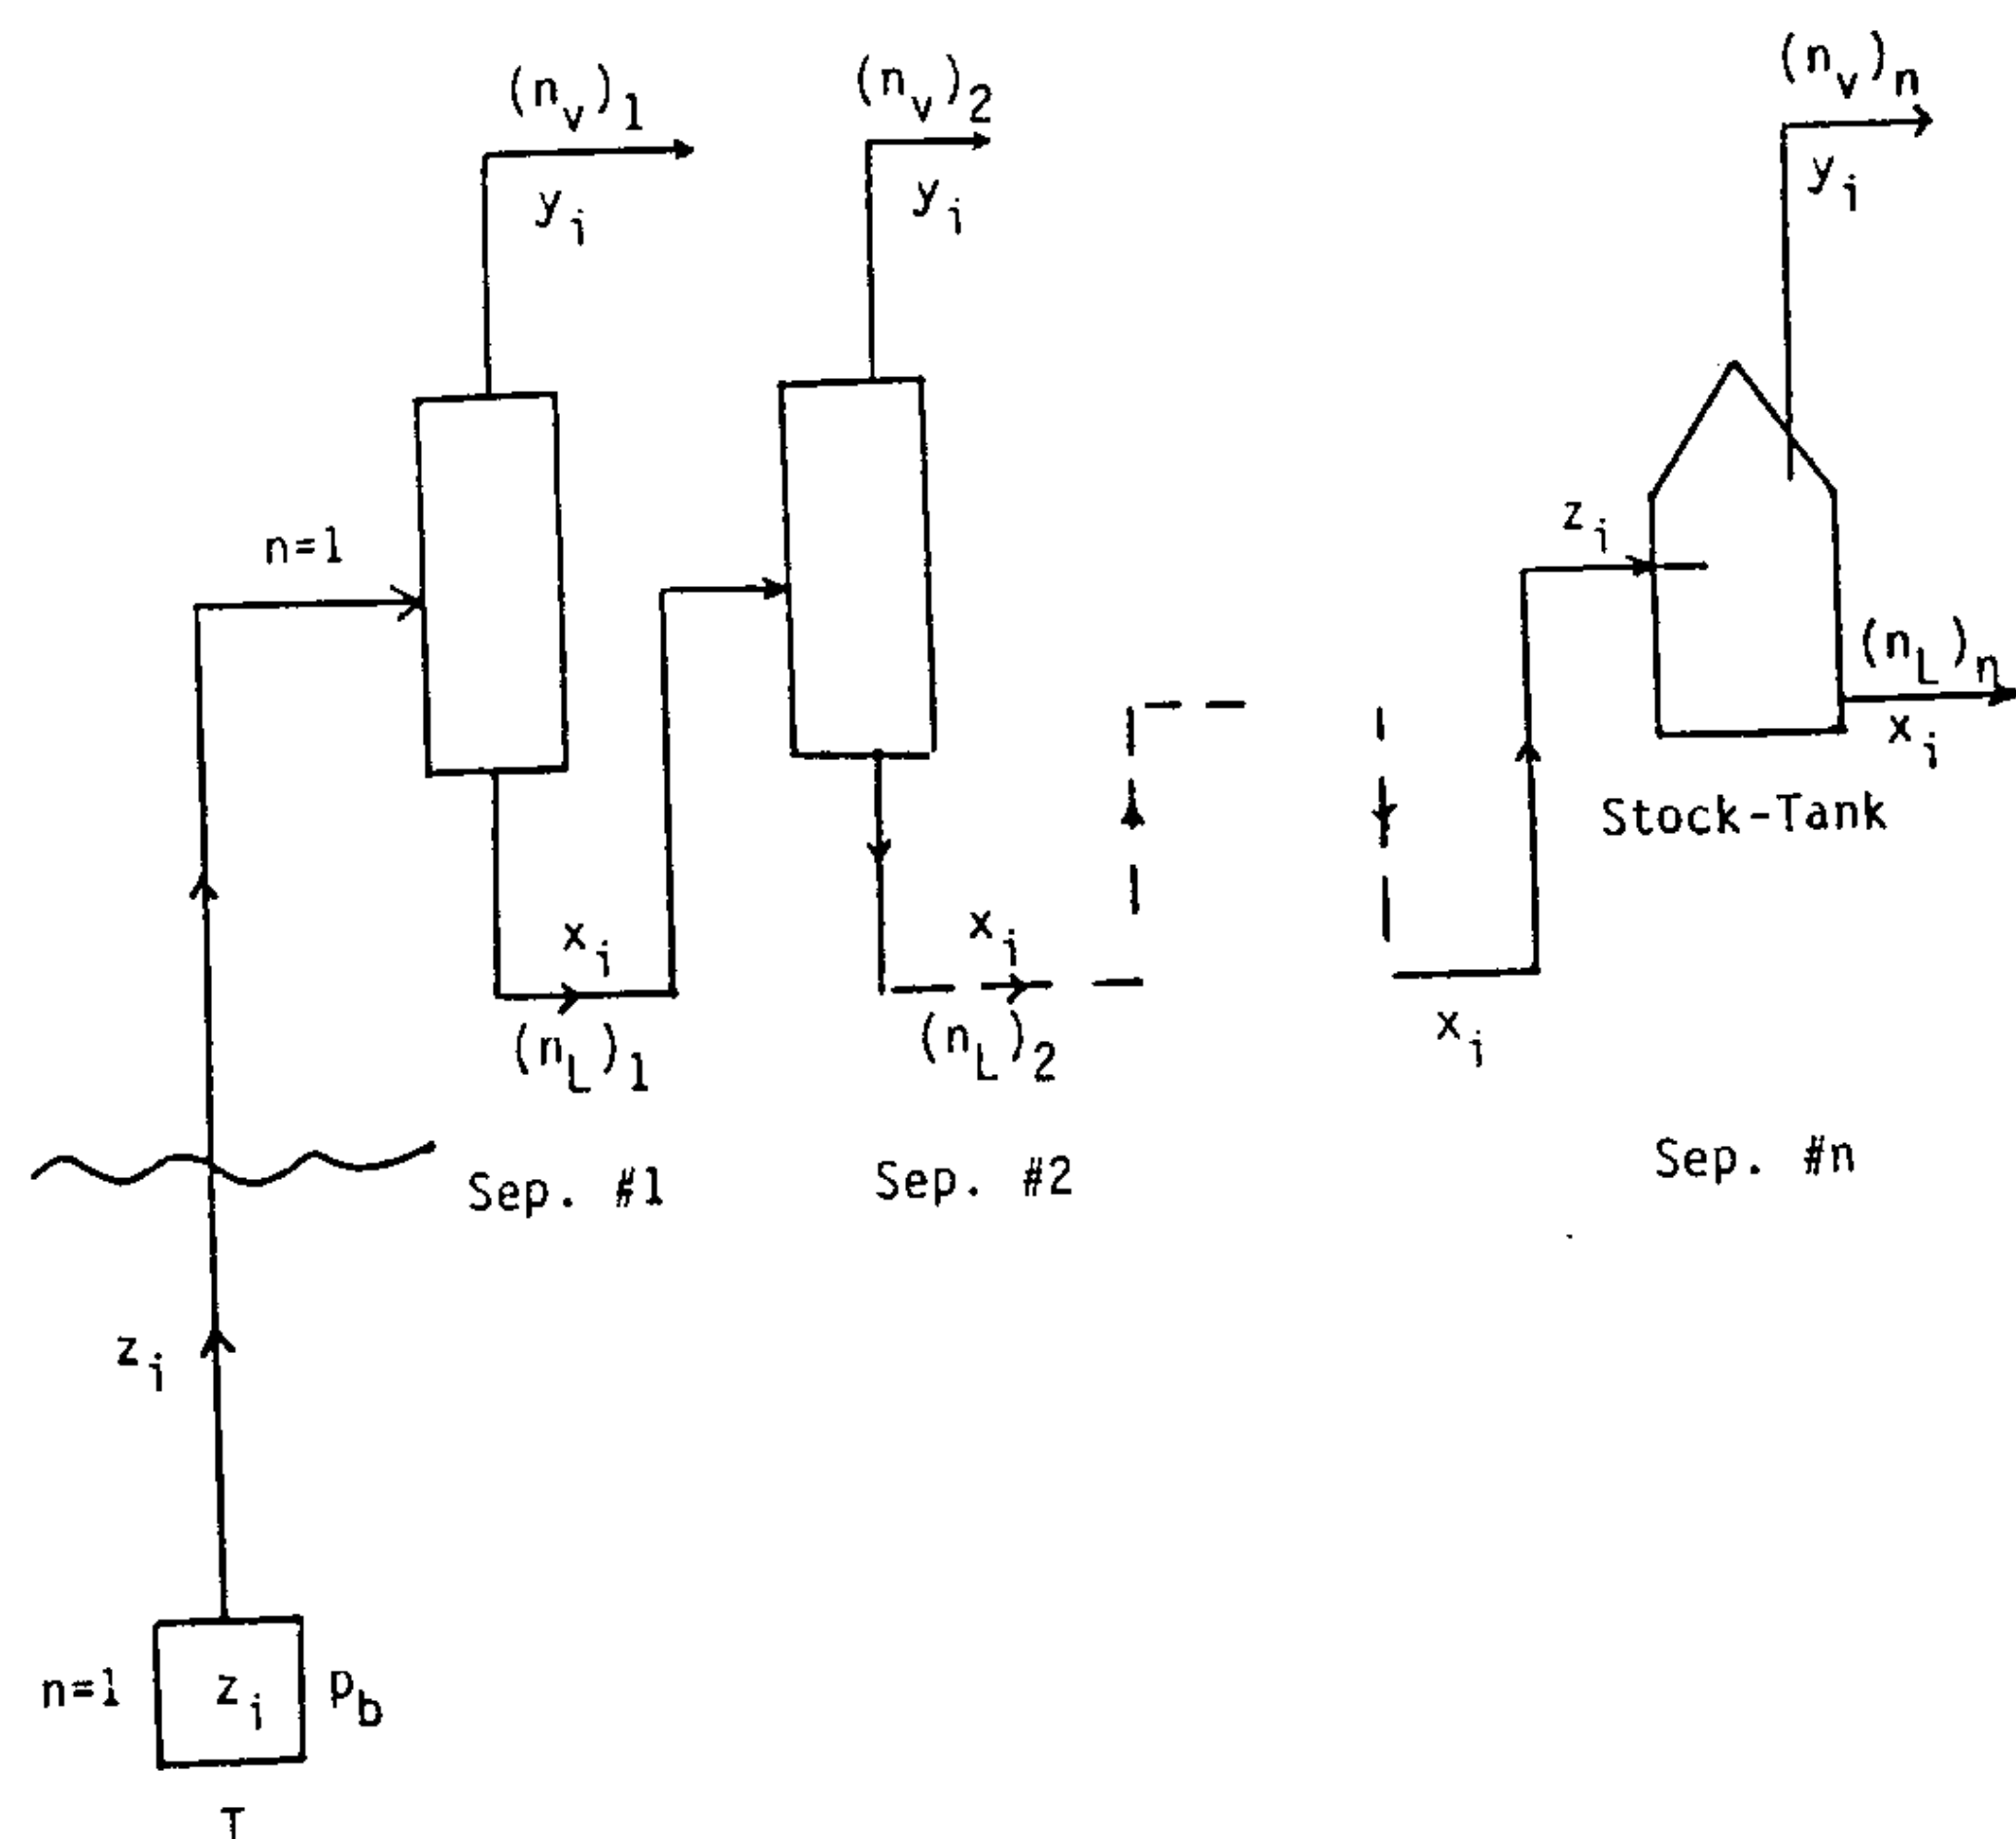 (n_v)_1
(n_v)_2
(n_v)_n
y_i
y_i
y_i
z_i
n=1
(n_L)_n
x_i
Stock-Tank
x_i
x_i
x_i
(n_L)_1
(n_L)_2
Sep. #1
Sep. #2
Sep. #n
z_i
n=1
z_i
p_b
T